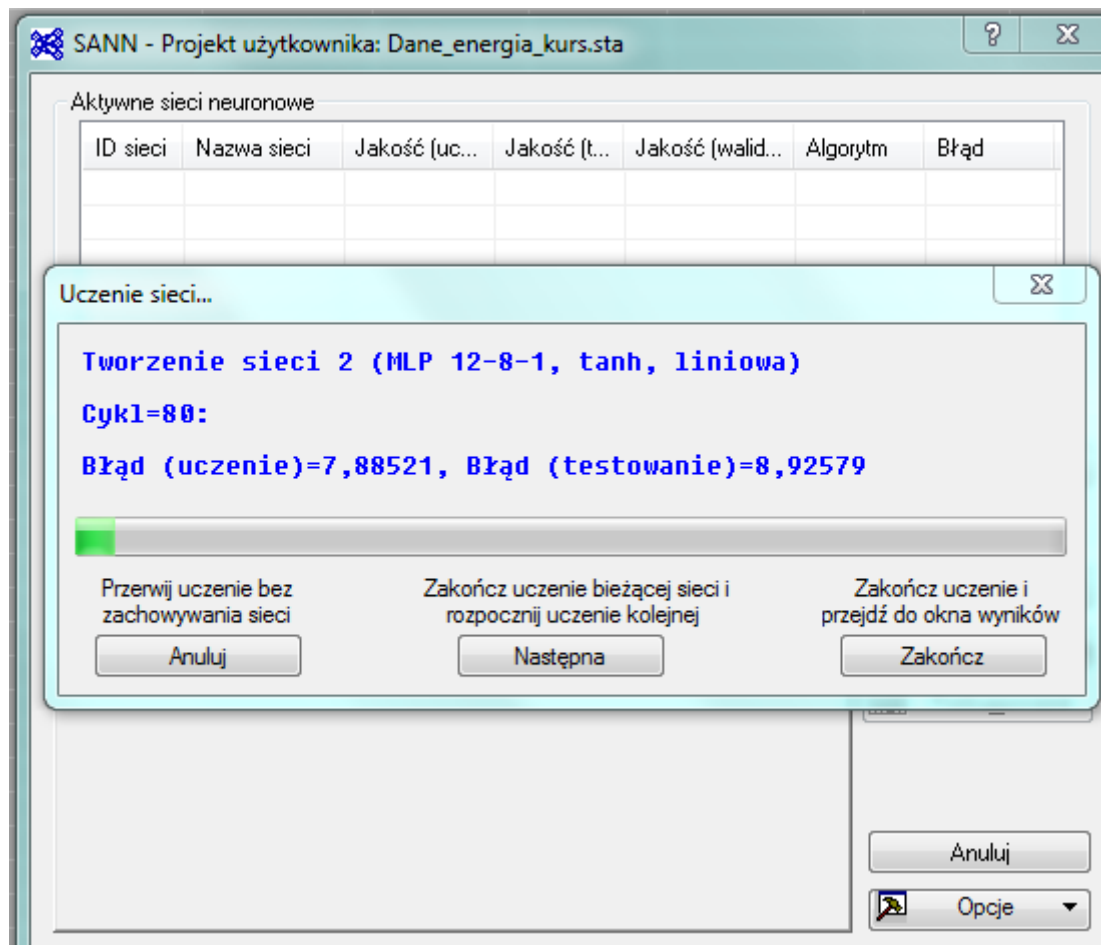 SANN - Projekt użytkownika: Dane_energia_kurs.sta
Aktywne sieci neuronowe
ID sieci Nazwa sieci Jakość (uc... Jakość (t... Jakość (walid... Algorytm Błąd
Uczenie sieci...
Tworzenie sieci 2 (MLP 12-8-1, tanh, liniowa)
Cykl=80:
Błąd (uczenie)=7,88521, Błąd (testowanie)=8,92579
Przerwij uczenie bez
zachowywania sieci
Anuluj
Zakończ uczenie bieżącej sieci i
rozpocznij uczenie kolejnej
Następna
Zakończ uczenie i
przejdź do okna wyników
Zakończ
Anuluj
Opcje